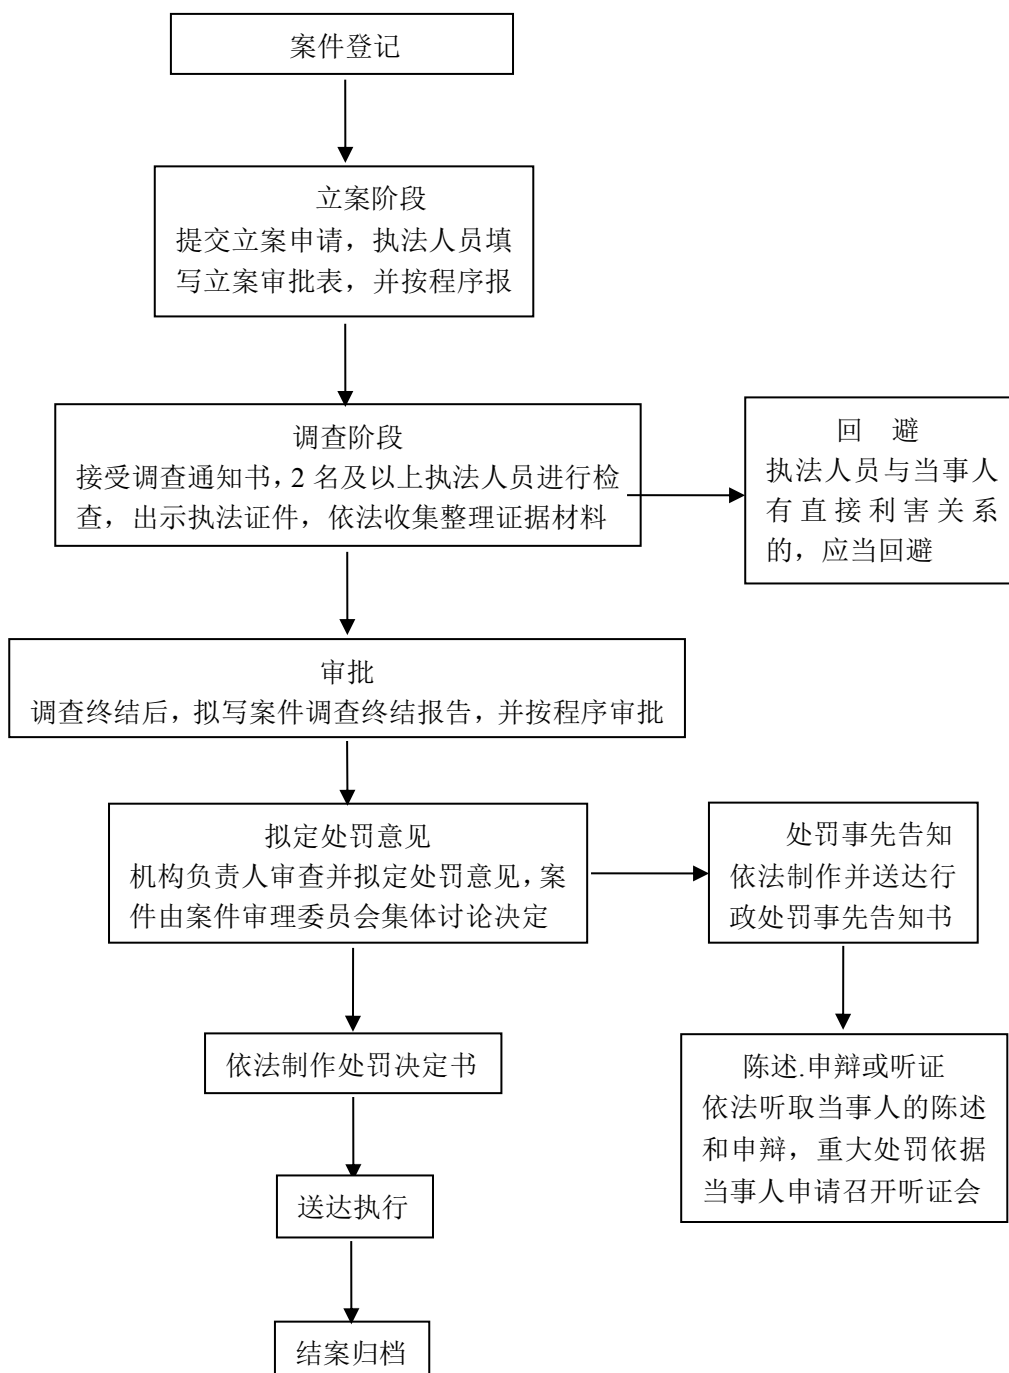 案件登记
立案阶段
提交立案申请，执法人员填
写立案审批表，并按程序报
调查阶段
接受调查通知书，2 名及以上执法人员进行检
查，出示执法证件，依法收集整理证据材料
回 避
执法人员与当事人
有直接利害关系
的，应当回避
审批
调查终结后，拟写案件调查终结报告，并按程序审批
拟定处罚意见
机构负责人审查并拟定处罚意见，案
件由案件审理委员会集体讨论决定
处罚事先告知
依法制作并送达行
政处罚事先告知书
依法制作处罚决定书
陈述.申辩或听证
依法听取当事人的陈述
和申辩，重大处罚依据
当事人申请召开听证会
送达执行
结案归档